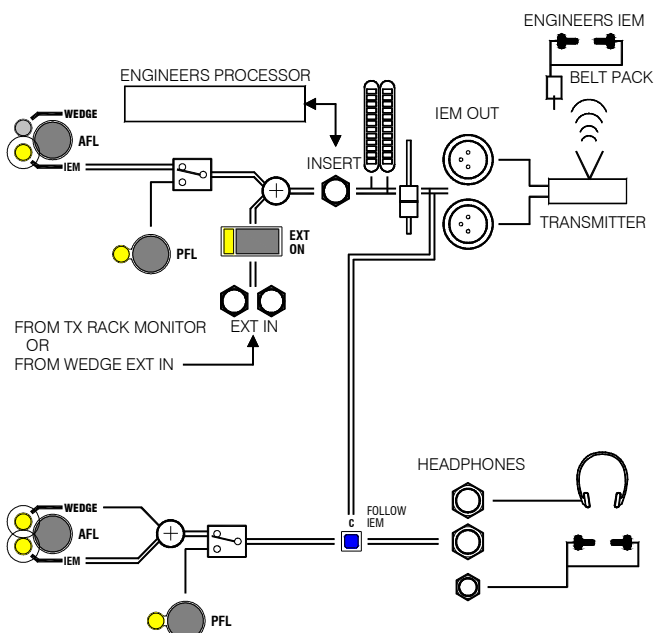 ENGINEERS IEM
BELT PACK
ENGINEERS PROCESSOR
IEM OUT
WEDGE
AFL
IEM
INSERT
TRANSMITTER
PFL
EXT
ON
FROM TX RACK MONITOR
OR
FROM WEDGE EXT IN
EXT IN
HEADPHONES
WEDGE
AFL
IEM
FOLLOW
IEM
C
PFL